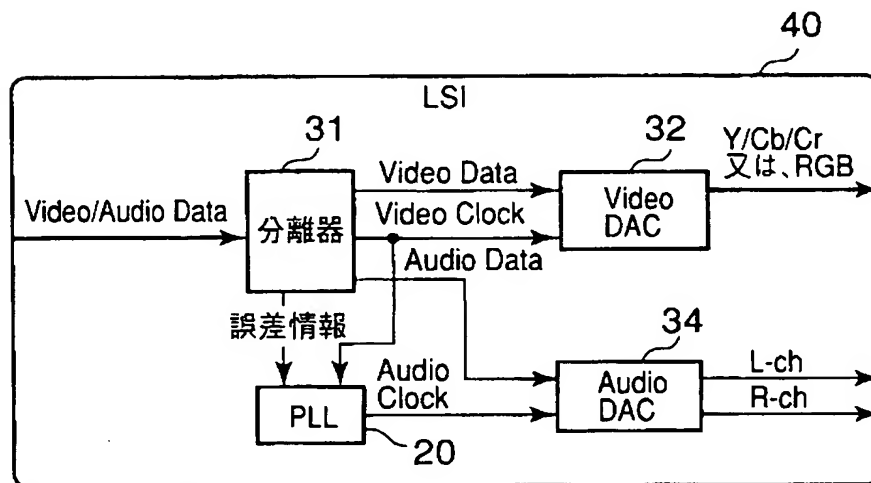 40
LSI
31
32
Y/Cb/Cr
又は、RGB
Video Data
Video/Audio Data
分離器
Video Clock
Video
DAC
Audio Data
誤差情報
34
Audio
Clock
L-ch
Audio
DAC
R-ch
PLL
20